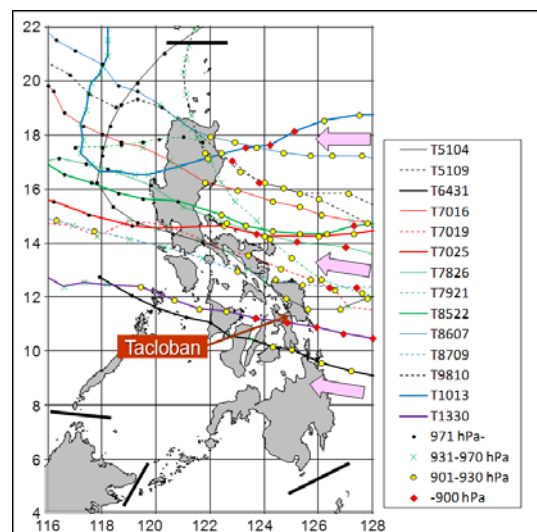 22
20
18
16
14
12
10
8
6
4
116
118
120
122
124
126
128
Tacloban
T5104
T5109
T6431
T7016
T7019
T7025
T7826
T7921
T8522
T8607
T8709
T9810
T1013
T1330
971 hPa-
931-970 hPa
901-930 hPa
-900 hPa